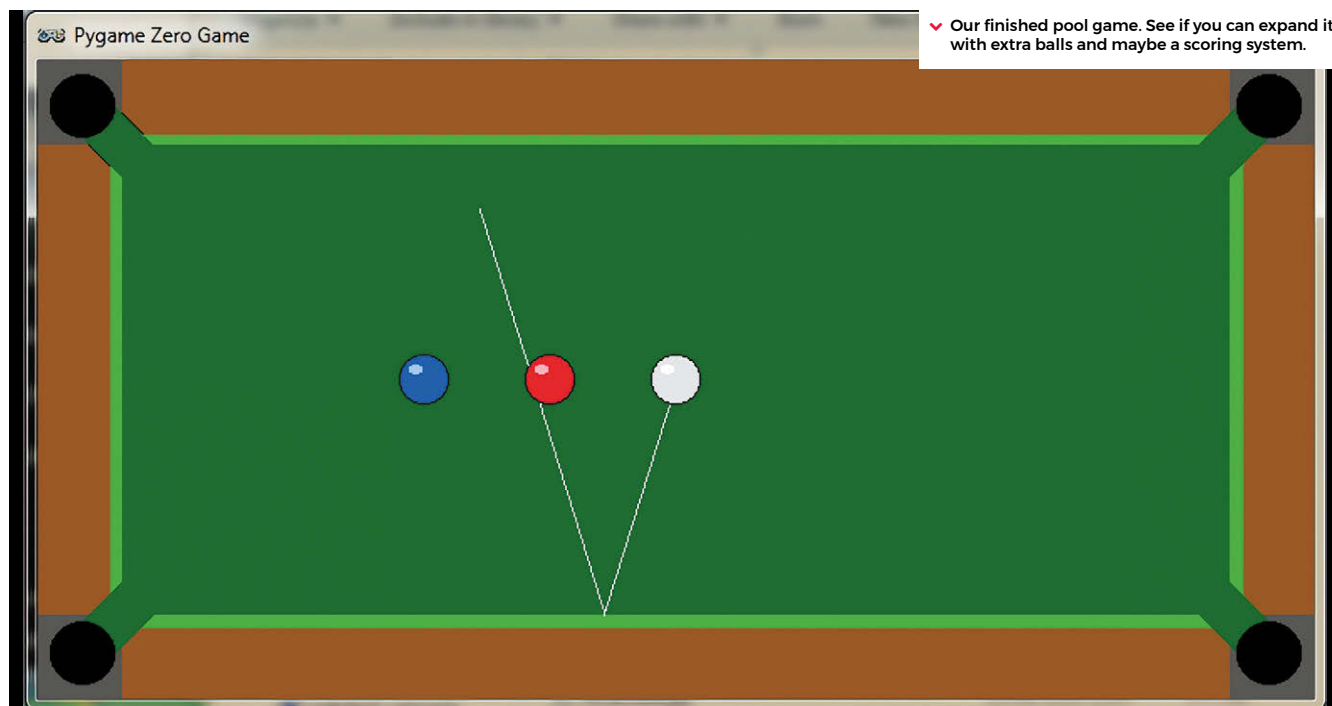 Pygame Zero Game
Our finished pool game. See if you can expand it
with extra balls and maybe a scoring system.